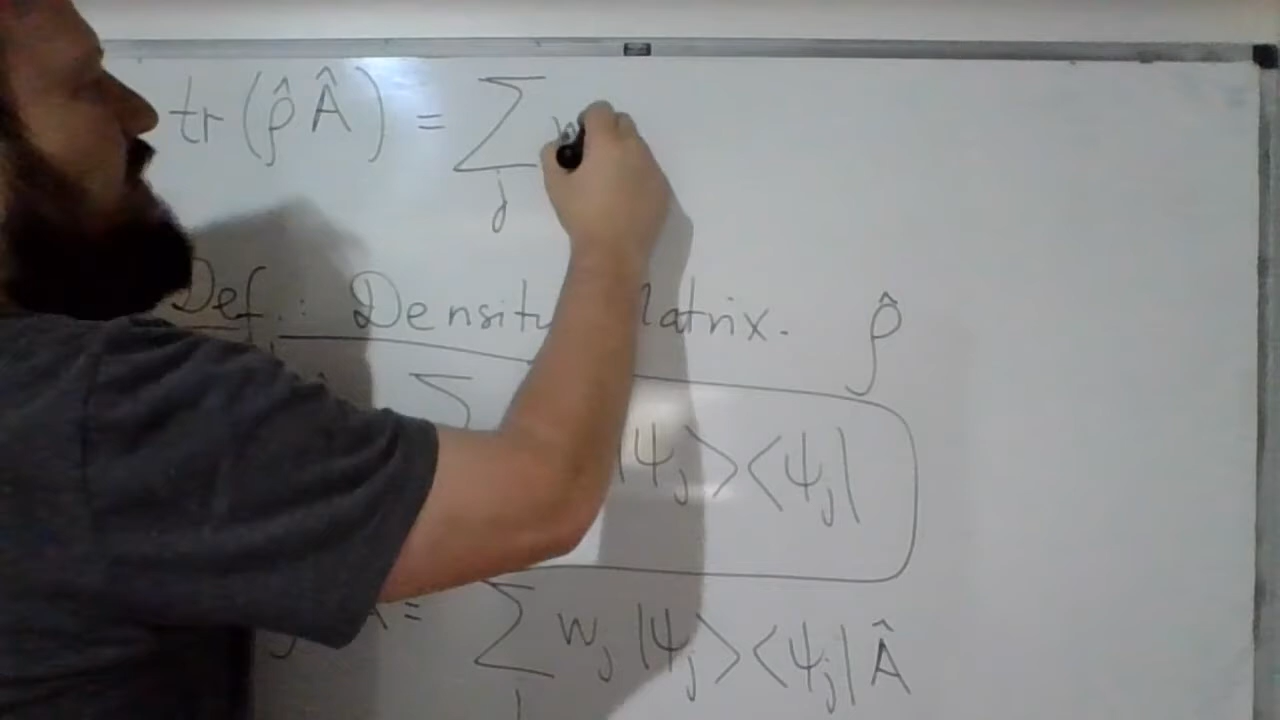 tr (ρ̂ Â) = ∑ⱼ w
Def.: Density Matrix. ρ̂
∑ |ψⱼ⟩⟨ψⱼ|
= ∑ⱼ wⱼ |ψⱼ⟩⟨ψⱼ| Â